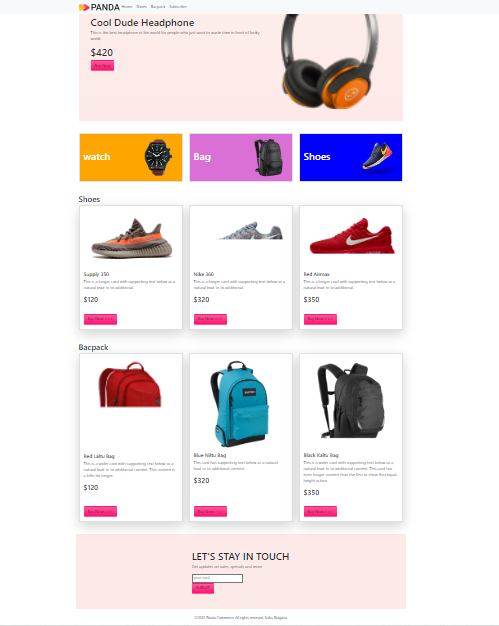 PANDA Home News Bacpack Subscribe
Cool Dude Headphone
This is the best headphone in the world for people who just want to waste time in front of fatty
world.
$420
Buy Now
watch
Bag
Shoes
Shoes
Supply 350
This is a longer card with supporting text below as a
natural lead-in to additional.
$120
Buy Now
Nike 360
This is a longer card with supporting text below as a
natural lead-in to additional.
$320
Buy Now
Red Airmax
This is a longer card with supporting text below as a
natural lead-in to additional.
$350
Buy Now
Bacpack
Red Laltu Bag
This is a wider card with supporting text below as a
natural lead-in to additional content. This content is
a little bit longer.
$120
Buy Now
Blue Niltu Bag
This card has supporting text below as a natural
lead-in to additional content.
$320
Buy Now
Black Kaltu Bag
This is a wider card with supporting text below as a
natural lead-in to additional content. This card has
even longer content than the first to show that equal
height action.
$350
Buy Now
LET'S STAY IN TOUCH
Get updates on sales, specials and more
your mail
Submit
©2021 Panda Commerce. All rights reserved,